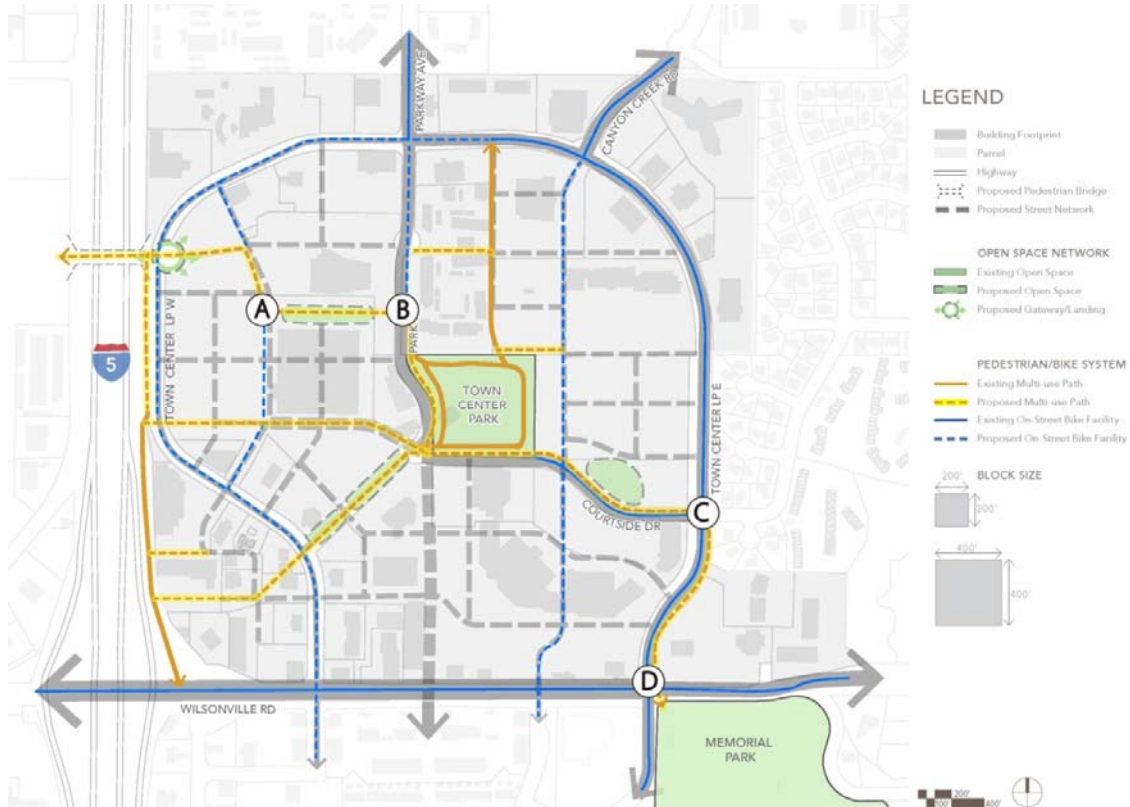 PARKWAY AVE
CANYON CREEK RD
TOWN CENTER LP W
A
B
PARK
5
TOWN
CENTER
PARK
TOWN CENTER LP E
C
COURTSIDE DR
D
WILSONVILLE RD
MEMORIAL
PARK
LEGEND
Building Footprint
Parcel
Highway
Proposed Pedestrian Bridge
Proposed Street Network
OPEN SPACE NETWORK
Existing Open Space
Proposed Open Space
Proposed Gateway/Landing
PEDESTRIAN/BIKE SYSTEM
Existing Multi-use Path
Proposed Multi-use Path
Existing On-Street Bike Facility
Proposed On-Street Bike Facility
BLOCK SIZE
200'
200'
400'
400'
200'
100'
400'